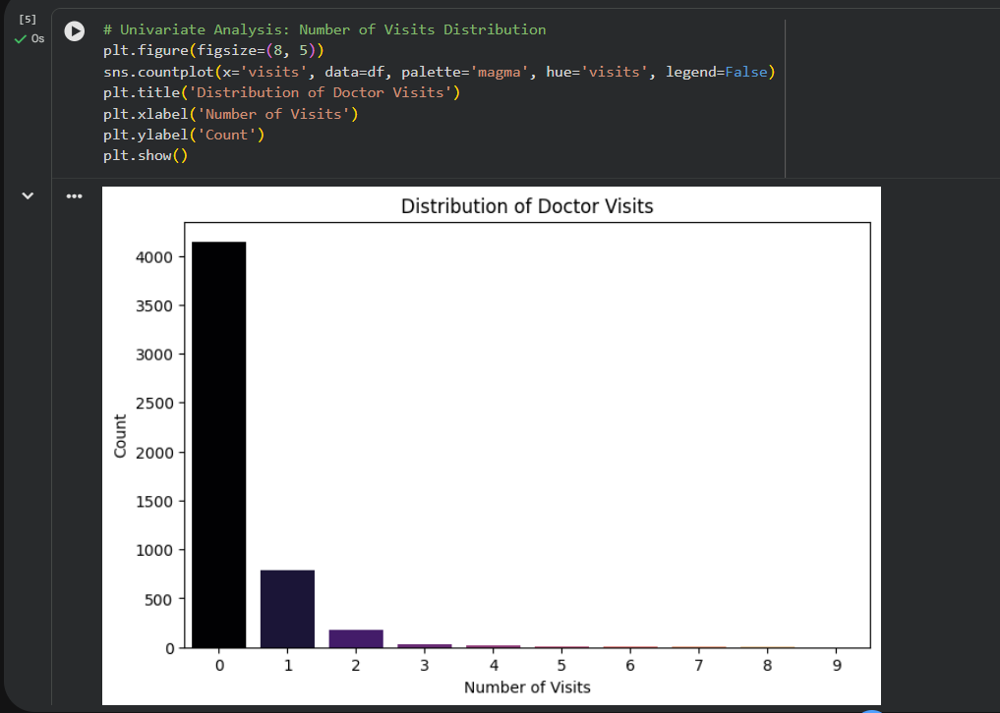 [5]
0s
# Univariate Analysis: Number of Visits Distribution
plt.figure(figsize=(8, 5))
sns.countplot(x='visits', data=df, palette='magma', hue='visits', legend=False)
plt.title('Distribution of Doctor Visits')
plt.xlabel('Number of Visits')
plt.ylabel('Count')
plt.show()
Distribution of Doctor Visits
Count
4000
3500
3000
2500
2000
1500
1000
500
0
0 1 2 3 4 5 6 7 8 9
Number of Visits